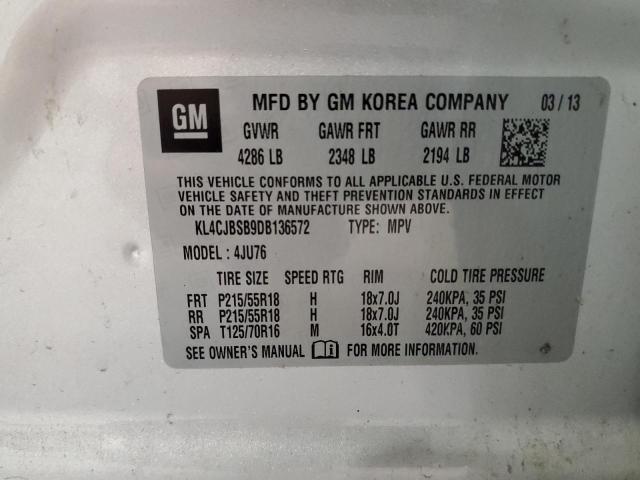 GM MFD BY GM KOREA COMPANY 03/13
GVWR GAWR FRT GAWR RR
4286 LB 2348 LB 2194 LB
THIS VEHICLE CONFORMS TO ALL APPLICABLE U.S. FEDERAL MOTOR
VEHICLE SAFETY AND THEFT PREVENTION STANDARDS IN EFFECT
ON THE DATE OF MANUFACTURE SHOWN ABOVE.
KL4CJBSB9DB136572 TYPE: MPV
MODEL : 4JU76
TIRE SIZE SPEED RTG RIM COLD TIRE PRESSURE
FRT P215/55R18 H 18x7.0J 240KPA, 35 PSI
RR P215/55R18 H 18x7.0J 240KPA, 35 PSI
SPA T125/70R16 M 16x4.0T 420KPA, 60 PSI
SEE OWNER'S MANUAL FOR MORE INFORMATION.